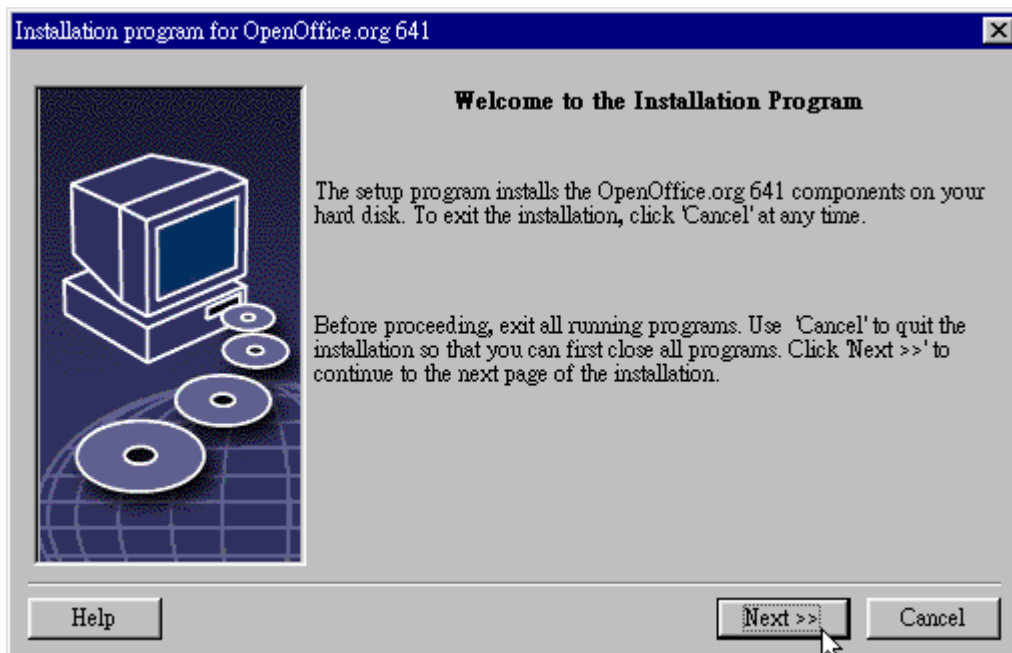 Installation program for OpenOffice.org 641
Welcome to the Installation Program
The setup program installs the OpenOffice.org 641 components on your
hard disk. To exit the installation, click 'Cancel' at any time.
Before proceeding, exit all running programs. Use  'Cancel' to quit the
installation so that you can first close all programs. Click 'Next >>' to
continue to the next page of the installation.
Help
Next >>
Cancel